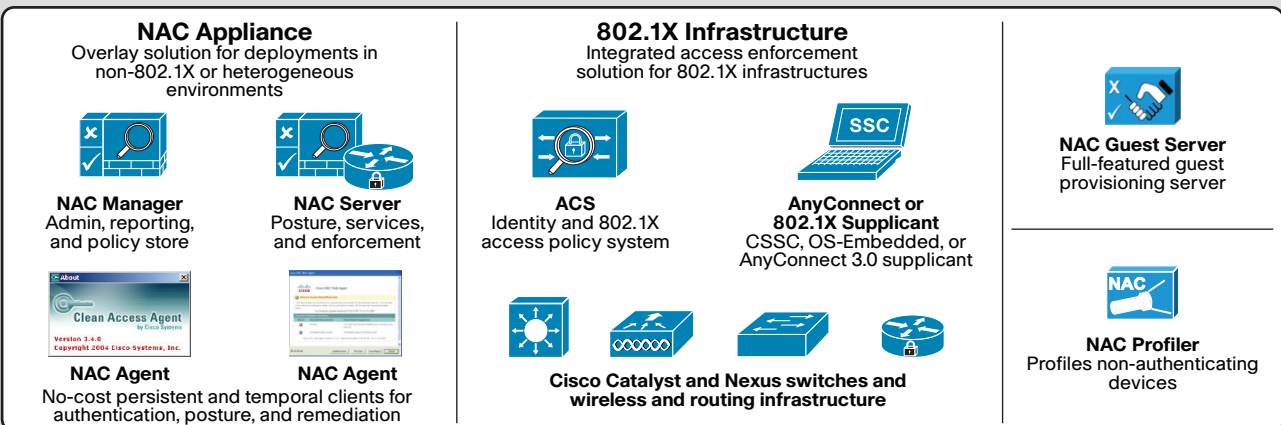 NAC Appliance
Overlay solution for deployments in
non-802.1X or heterogeneous
environments
NAC Manager
Admin, reporting,
and policy store
NAC Server
Posture, services,
and enforcement
About
Clean Access Agent
by Cisco Systems
Version 3.4.0
Copyright 2004 Cisco Systems, Inc.
Cisco NAC Web Agent
NAC Agent
NAC Agent
No-cost persistent and temporal clients for
authentication, posture, and remediation
802.1X Infrastructure
Integrated access enforcement
solution for 802.1X infrastructures
ACS
Identity and 802.1X
access policy system
SSC
AnyConnect or
802.1X Supplicant
CSSC, OS-Embedded, or
AnyConnect 3.0 supplicant
Cisco Catalyst and Nexus switches and
wireless and routing infrastructure
X
NAC Guest Server
Full-featured guest
provisioning server
NAC
NAC Profiler
Profiles non-authenticating
devices